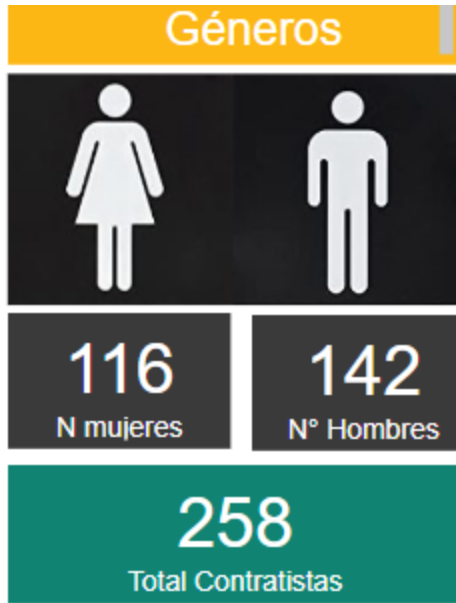 Géneros
116
N mujeres
142
N° Hombres
258
Total Contratistas